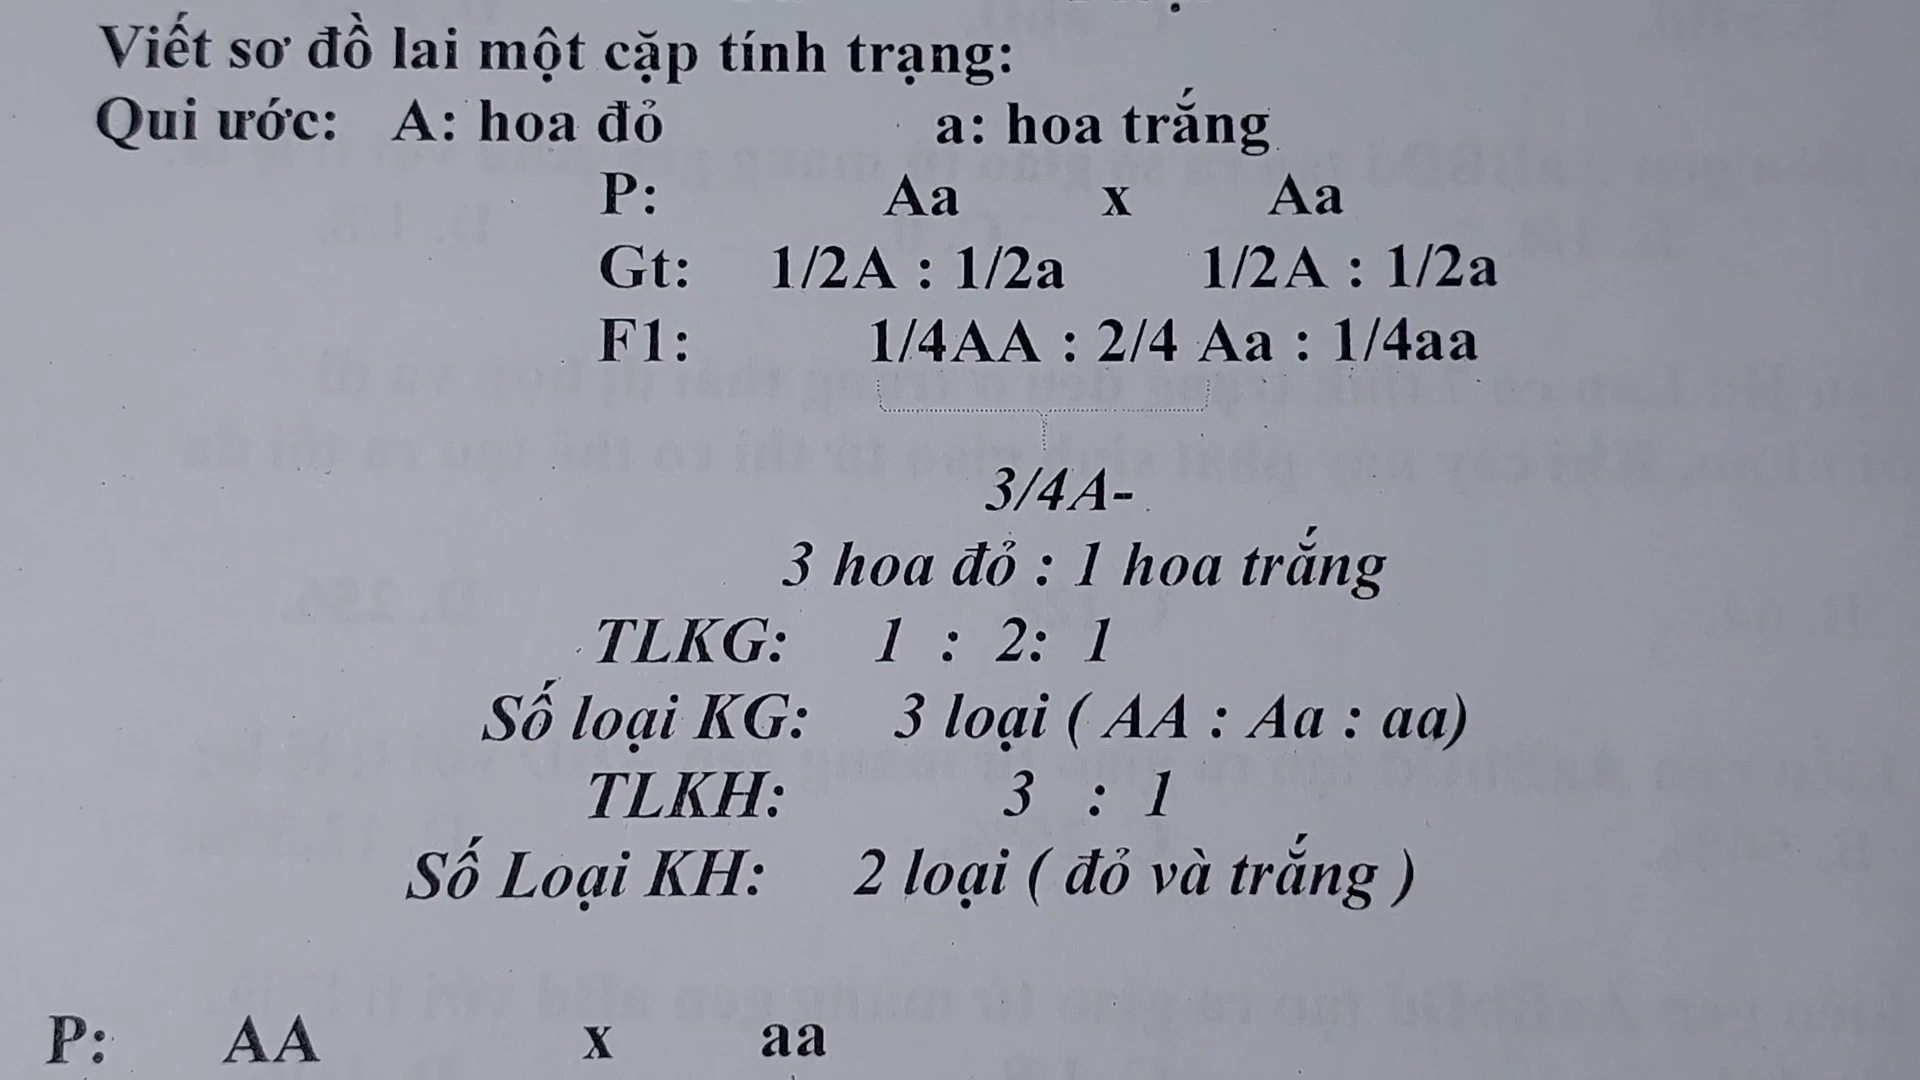 Viết sơ đồ lai một cặp tính trạng:
Qui ước: A: hoa đỏ a: hoa trắng
P: Aa x Aa
Gt: 1/2A : 1/2a 1/2A : 1/2a
F1: 1/4AA : 2/4 Aa : 1/4aa
3/4A-
3 hoa đỏ : 1 hoa trắng
TLKG: 1 : 2: 1
Số loại KG: 3 loại ( AA : Aa : aa)
TLKH: 3 : 1
Số Loại KH: 2 loại ( đỏ và trắng )
P: AA x aa